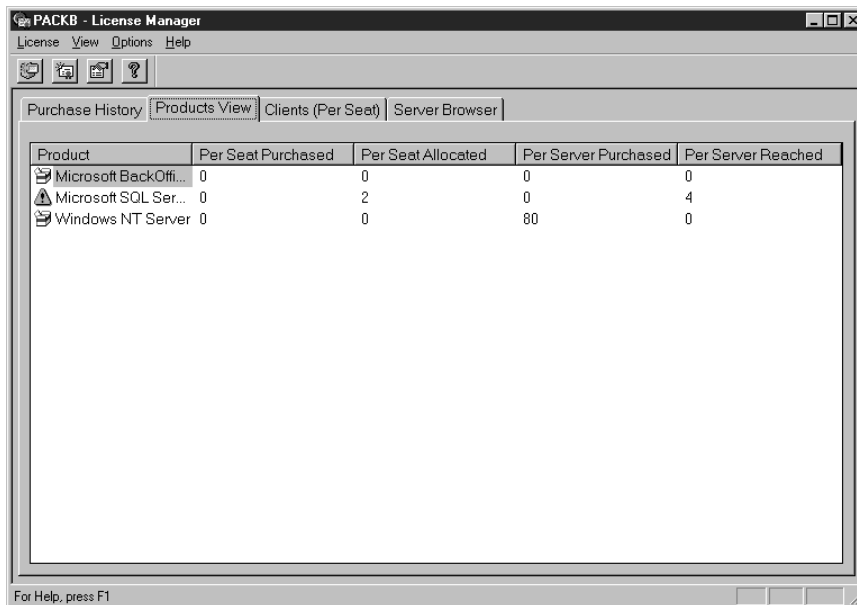 PACKB - License Manager
License View Options Help
Purchase History Products View Clients (Per Seat) Server Browser
Product Per Seat Purchased Per Seat Allocated Per Server Purchased Per Server Reached
Microsoft BackOffi... 0 0 0 0
Microsoft SQL Ser... 0 2 0 4
Windows NT Server 0 0 80 0
For Help, press F1